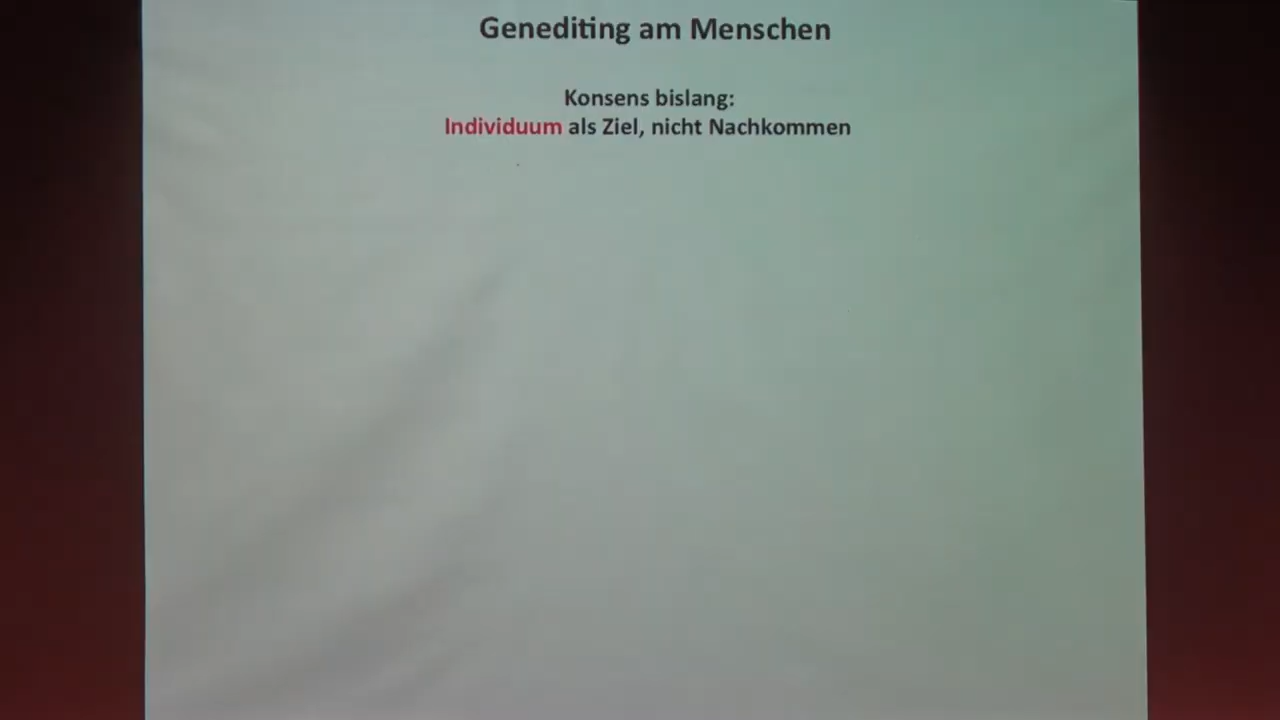 Genediting am Menschen
Konsens bislang:
Individuum als Ziel, nicht Nachkommen